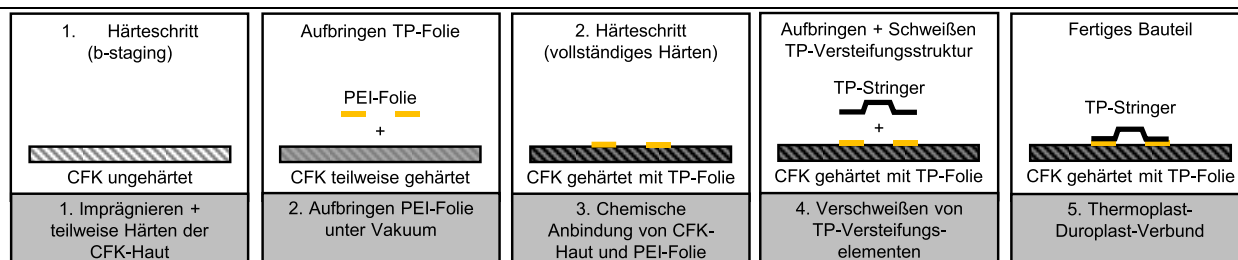 1. Härteschritt
(b-staging)
CFK ungehärtet
1. Imprägnieren +
teilweise Härten der
CFK-Haut
Aufbringen TP-Folie
PEI-Folie
+
CFK teilweise gehärtet
2. Aufbringen PEI-Folie
unter Vakuum
2. Härteschritt
(vollständiges Härten)
CFK gehärtet mit TP-Folie
3. Chemische
Anbindung von CFK-
Haut und PEI-Folie
Aufbringen + Schweißen
TP-Versteifungsstruktur
TP-Stringer
+
CFK gehärtet mit TP-Folie
4. Verschweißen von
TP-Versteifungs-
elementen
Fertiges Bauteil
TP-Stringer
CFK gehärtet mit TP-Folie
5. Thermoplast-
Duroplast-Verbund